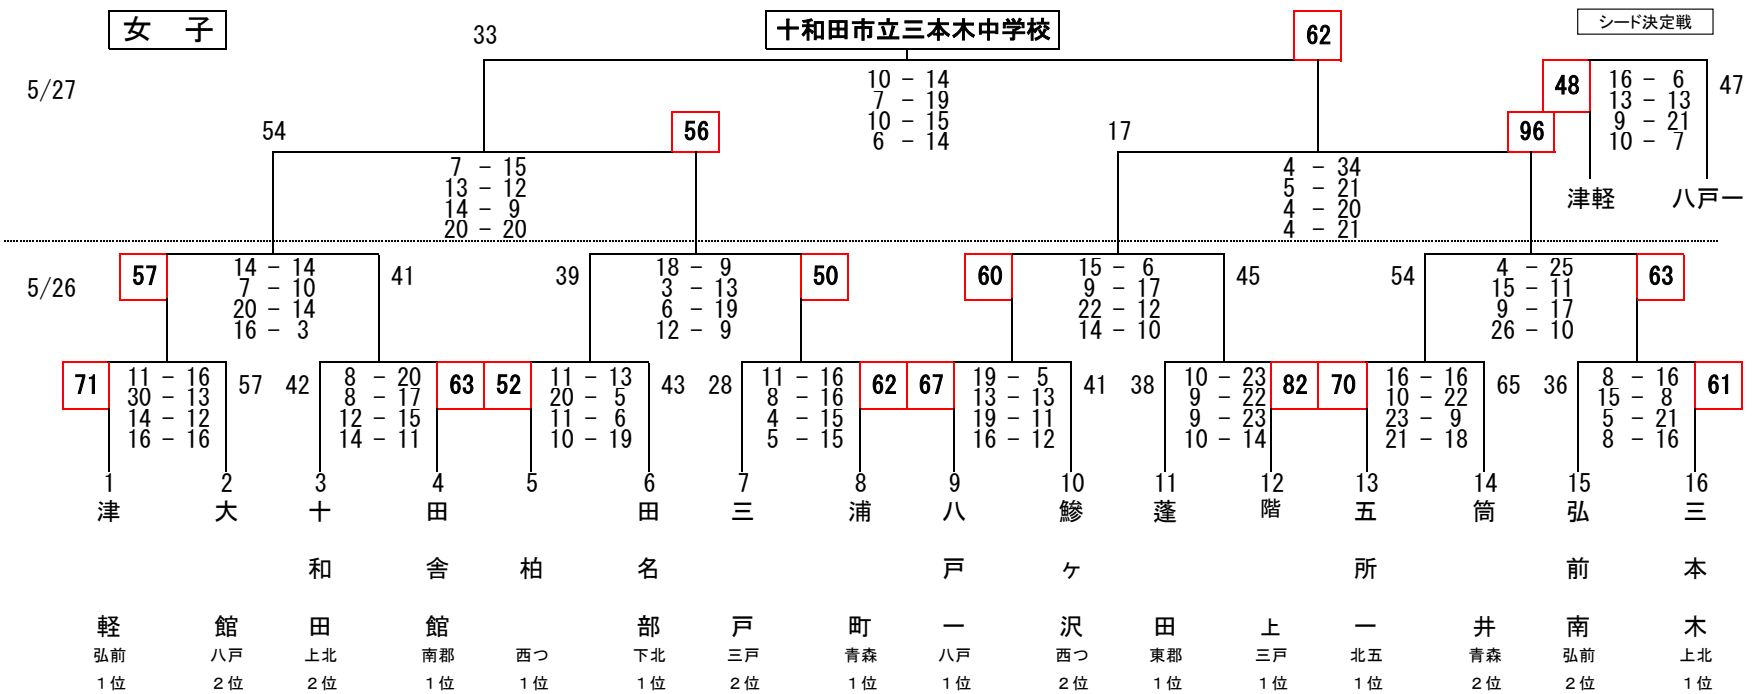 女　子
十和田市立三本木中学校
シード決定戦
33
62
5/27
10 － 14
7 － 19
10 － 15
6 － 14
48
16 － 6
13 － 13
9 － 21
10 － 7
47
津軽
八戸一
54
56
7 － 15
13 － 12
14 － 9
20 － 20
17
96
4 － 34
5 － 21
4 － 20
4 － 21
5/26
57
14 － 14
7 － 10
20 － 14
16 － 3
41
39
18 － 9
3 － 13
6 － 19
12 － 9
50
60
15 － 6
9 － 17
22 － 12
14 － 10
45
54
4 － 25
15 － 11
9 － 17
26 － 10
63
71
11 － 16
30 － 13
14 － 12
16 － 16
57
42
8 － 20
8 － 17
12 － 15
14 － 11
63
52
11 － 13
20 － 5
11 － 6
10 － 19
43
28
11 － 16
8 － 16
4 － 15
5 － 15
62
67
19 － 5
13 － 13
19 － 11
16 － 12
41
38
10 － 23
9 － 22
9 － 23
10 － 14
82
70
16 － 16
10 － 22
23 － 9
21 － 18
65
36
8 － 16
15 － 8
5 － 21
8 － 16
61
1
津軽
弘前
1位
2
大館
八戸
2位
3
十和田
上北
2位
4
田舎館
南郡
1位
5
柏
西つ
1位
6
田名部
下北
1位
7
三戸
三戸
2位
8
浦町
青森
1位
9
八戸一
八戸
1位
10
鰺ヶ沢
西つ
2位
11
蓬田
東郡
1位
12
階上
三戸
1位
13
五所一
北五
1位
14
筒井
青森
2位
15
弘前南
弘前
2位
16
三本木
上北
1位